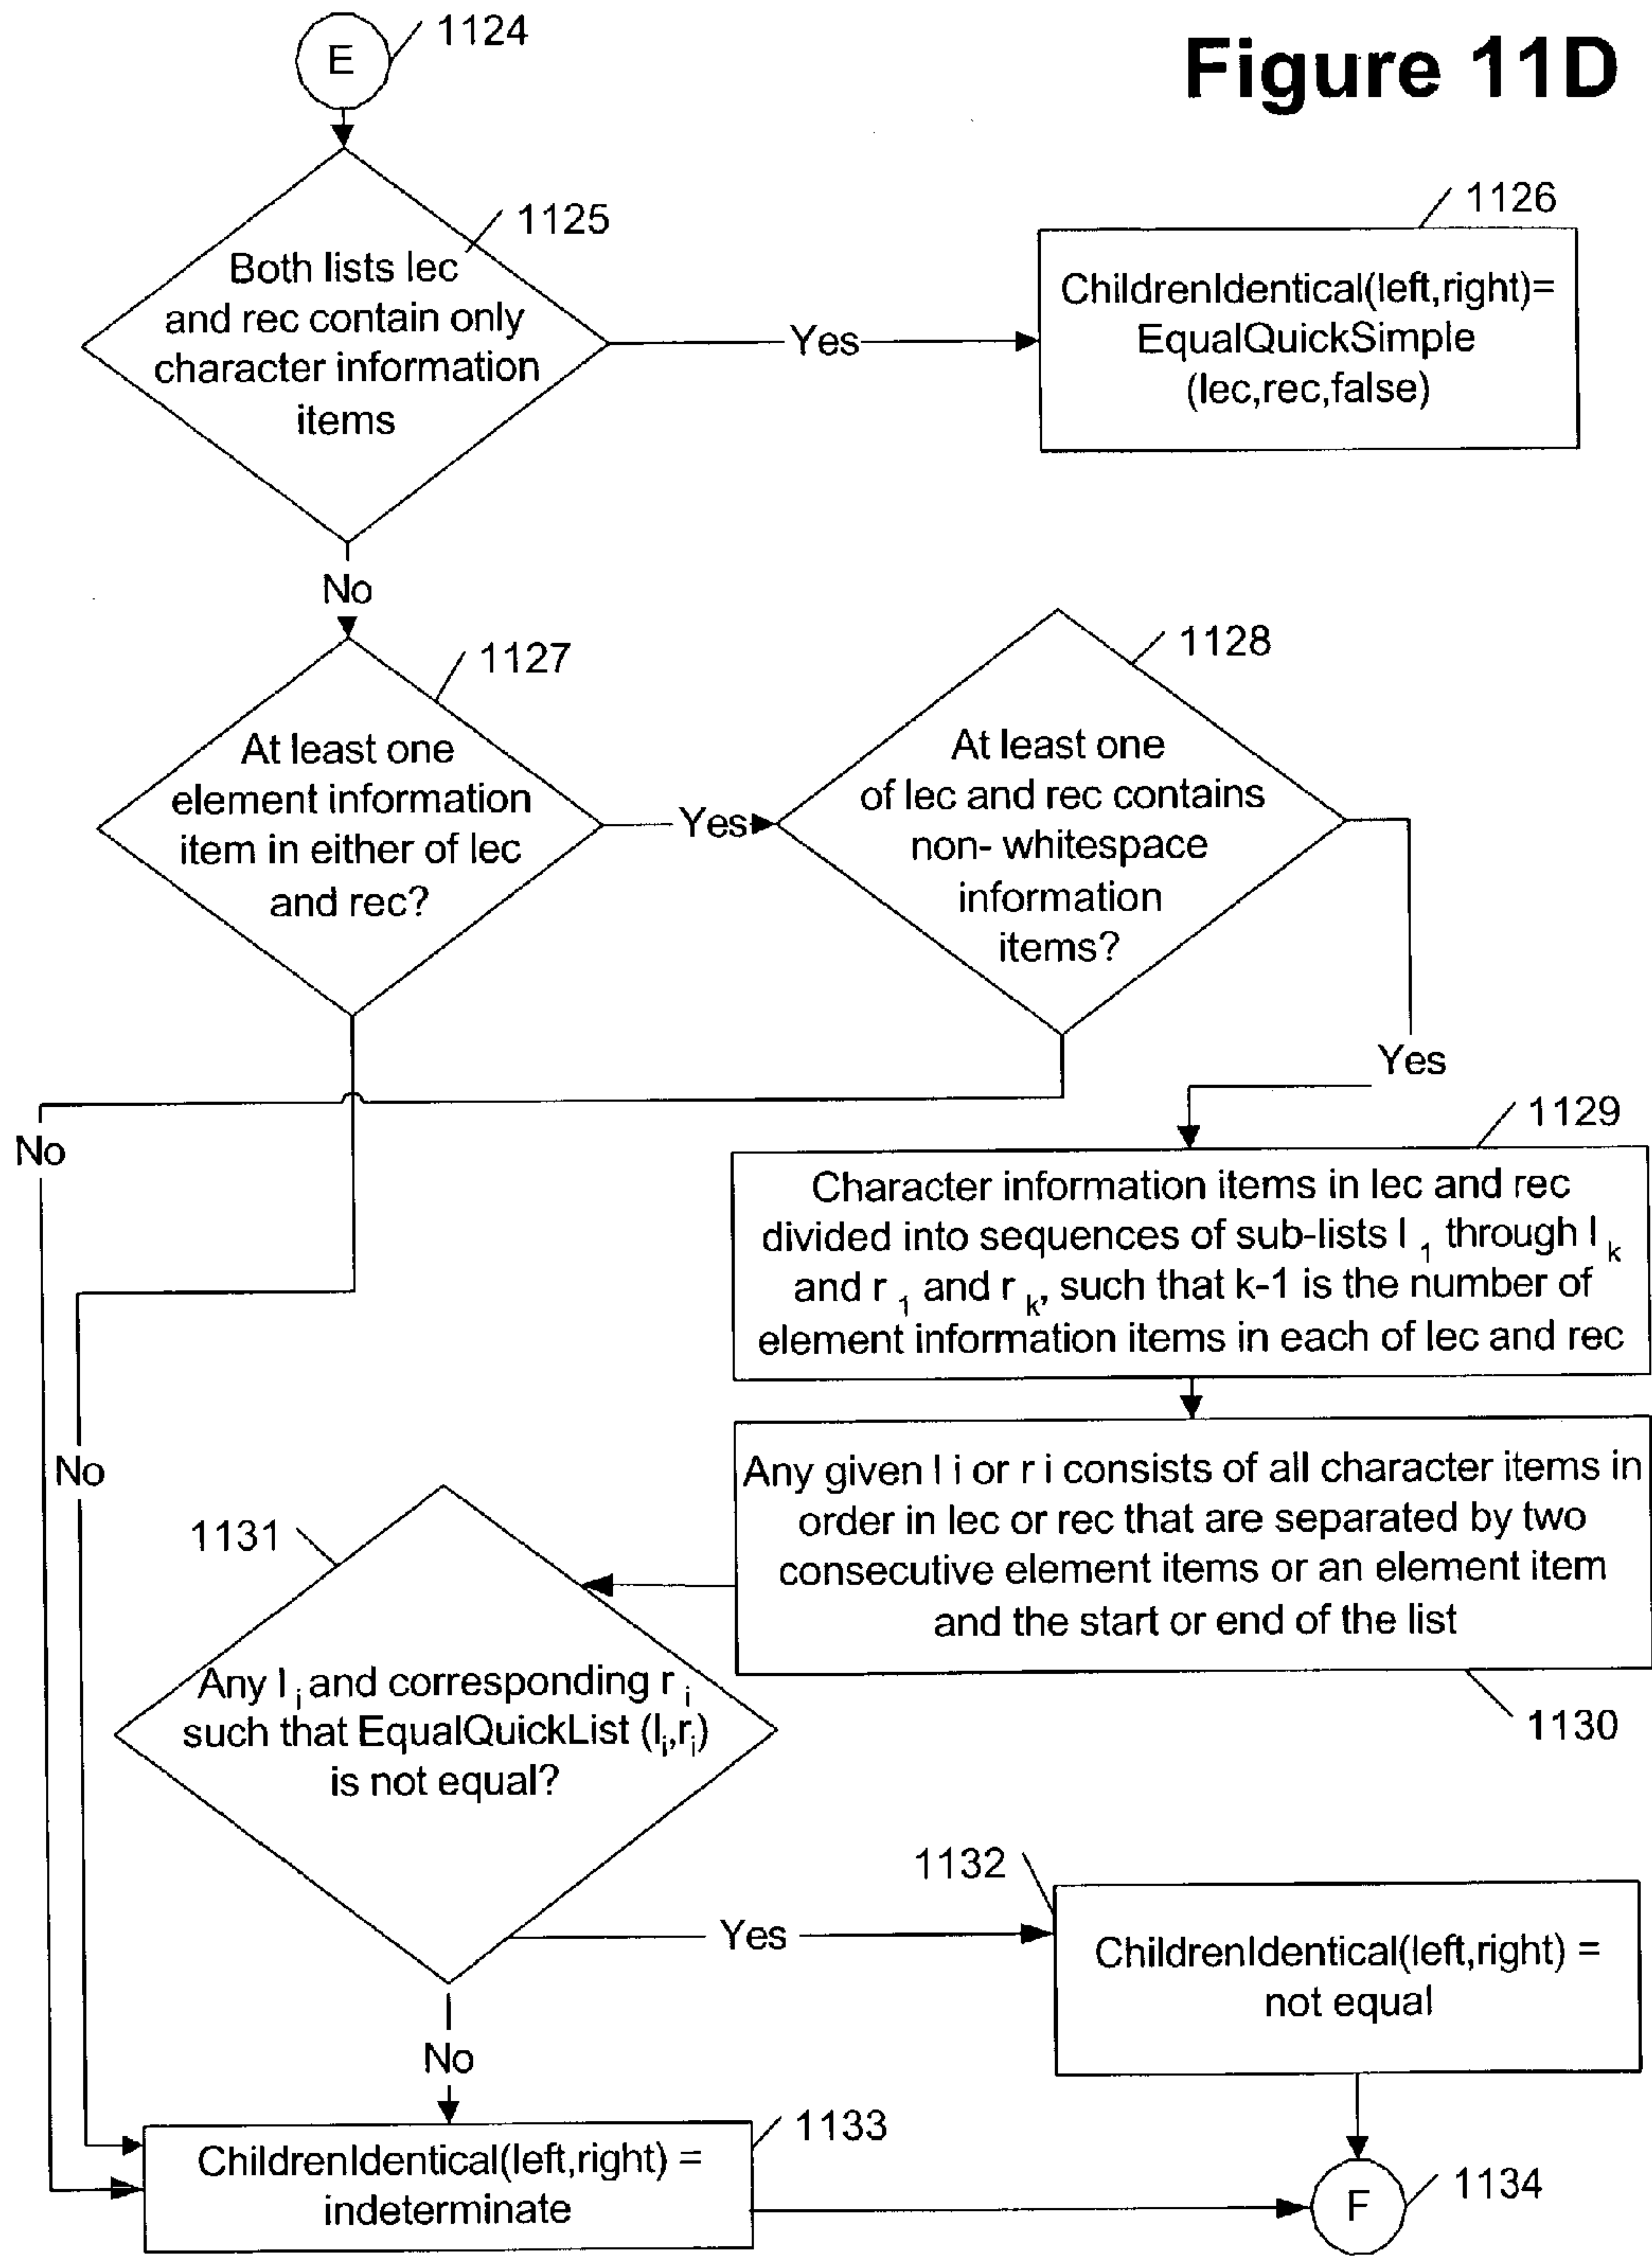 Figure 11D
E
1124
1125
Both lists lec
and rec contain only
character information
items
Yes
1126
ChildrenIdentical(left,right)=
EqualQuickSimple
(lec,rec,false)
No
1127
At least one
element information
item in either of lec
and rec?
Yes
1128
At least one
of lec and rec contains
non- whitespace
information
items?
Yes
No
1129
Character information items in lec and rec
divided into sequences of sub-lists l 1 through l k
and r 1 and r k, such that k-1 is the number of
element information items in each of lec and rec
No
Any given l i or r i consists of all character items in
order in lec or rec that are separated by two
consecutive element items or an element item
and the start or end of the list
1130
1131
Any l i and corresponding r i
such that EqualQuickList (li,ri)
is not equal?
Yes
1132
ChildrenIdentical(left,right) =
not equal
No
1133
ChildrenIdentical(left,right) =
indeterminate
F
1134